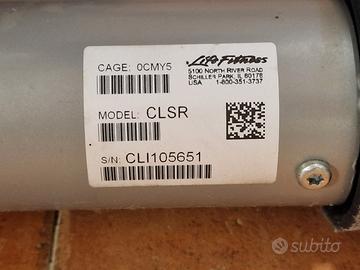 CAGE: 0CMY5
Life Fitness
5100 NORTH RIVER ROAD
SCHILLER PARK, IL 60176
USA 1-800-351-3737
MODEL: CLSR
S/N: CLI105651
subito